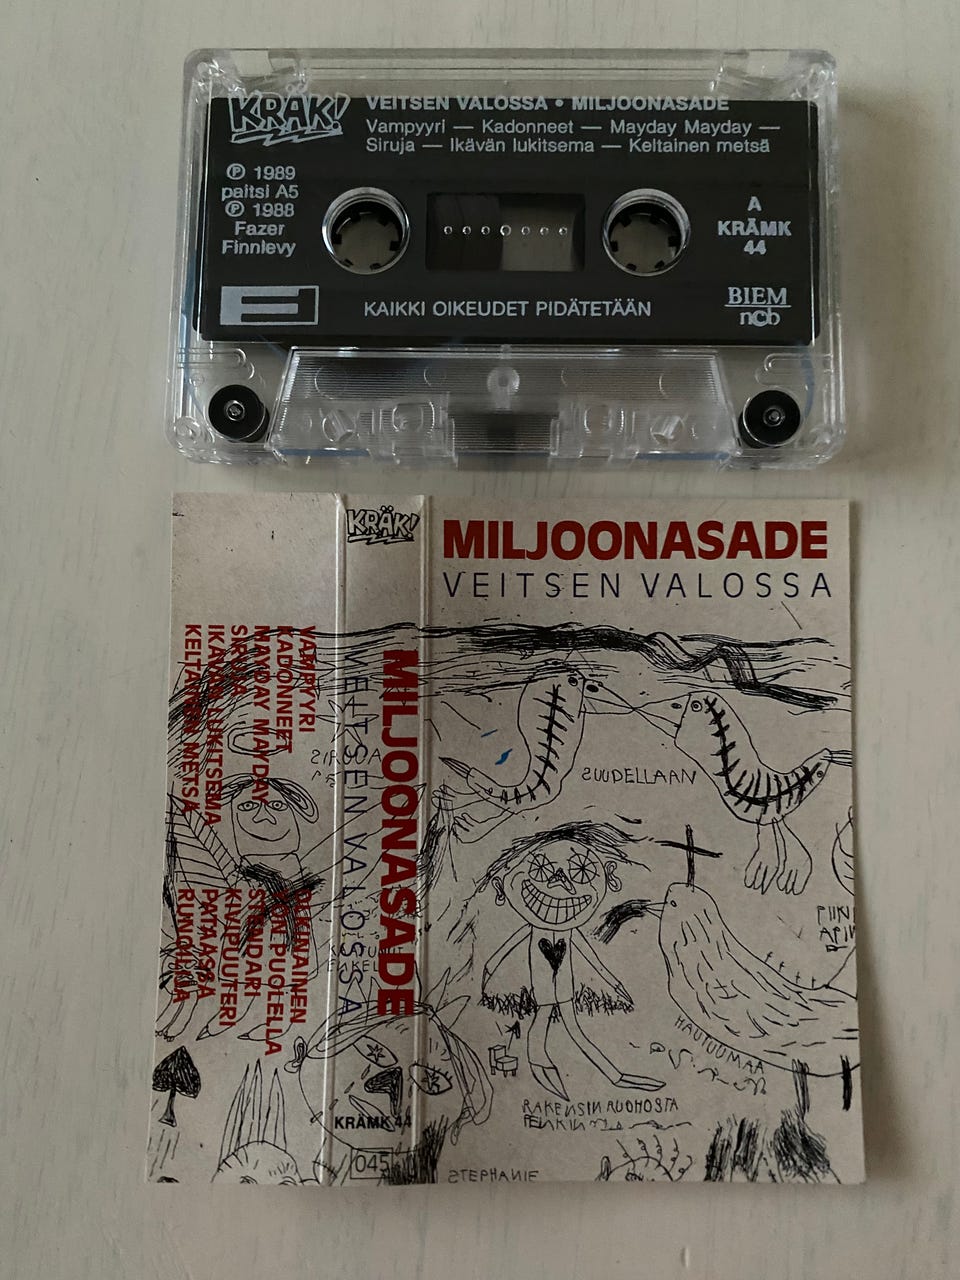 KRÄK!
VEITSEN VALOSSA • MILJOONASADE
Vampyyri — Kadonneet — Mayday Mayday —
Siruja — Ikävän lukitsema — Keltainen metsä
Ⓟ 1989
paitsi A5
Ⓟ 1988
Fazer
Finnlevy
A
KRÄMK
44
KAIKKI OIKEUDET PIDÄTETÄÄN
BIEM
ncb
KRÄK!
MILJOONASADE
VEITSEN VALOSSA
VAMPYYRI
KADONNEET
MAYDAY MAYDAY
SIRUJA
IKÄVÄN LUKITSEMA
KELTAINEN METSÄ
PUOLELLA
STENDARI
KIVIPUUTERI
PATAÄSSÄ
MILJOONASADE
VEITSEN VALOSSA
KRÄMK 44
045
SUUDELLAAN
HAUTUUMAA
RAKENSIN RUOHOSTA
PENKIN
STEPHANIE